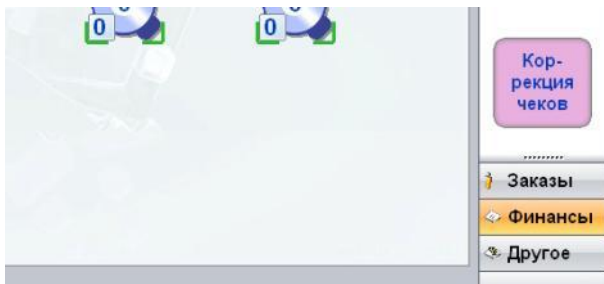 0 0
Кор-
рекция
чеков
Заказы
Финансы
Другое